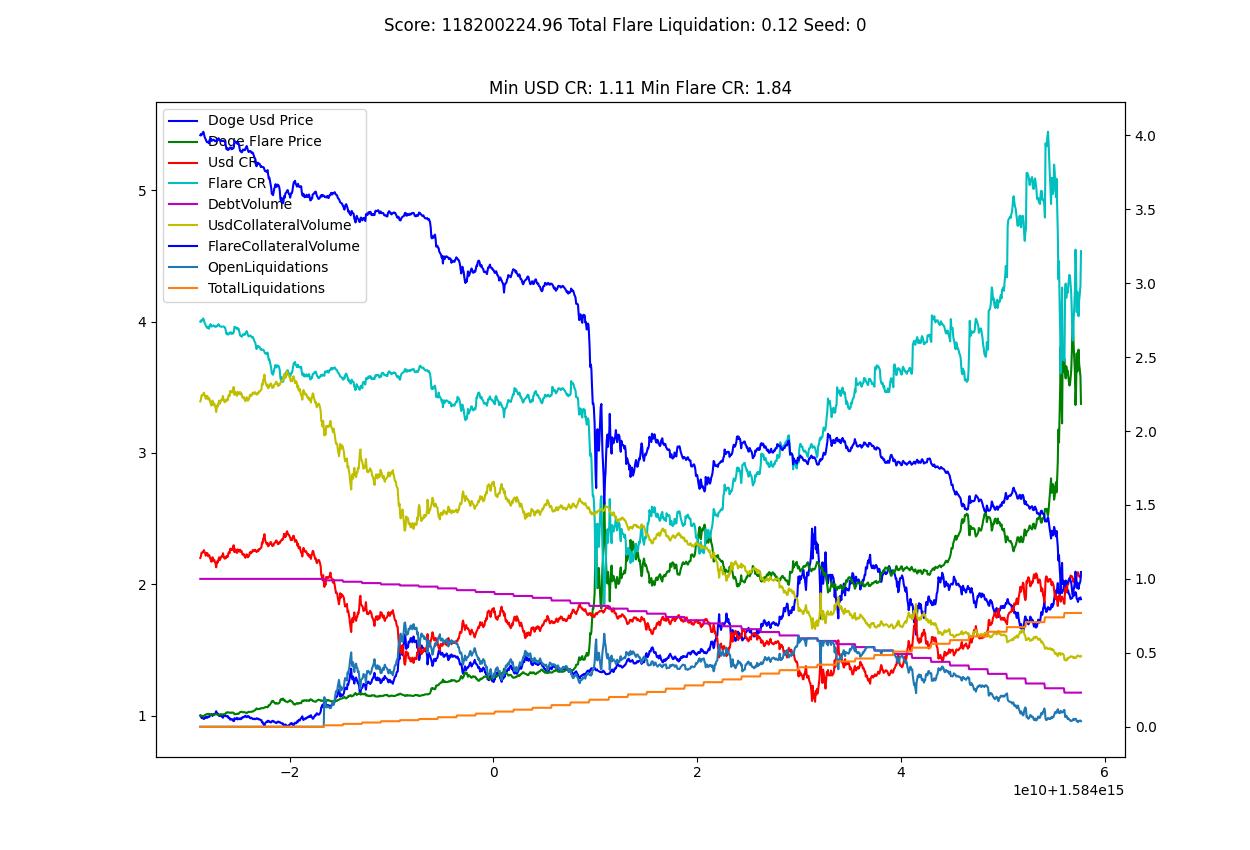 Score: 118200224.96 Total Flare Liquidation: 0.12 Seed: 0
Min USD CR: 1.11 Min Flare CR: 1.84
Doge Usd Price
Doge Flare Price
Usd CR
Flare CR
DebtVolume
UsdCollateralVolume
FlareCollateralVolume
OpenLiquidations
TotalLiquidations
5
4
3
2
1
4.0
3.5
3.0
2.5
2.0
1.5
1.0
0.5
0.0
−2
0
2
4
6
1e10+1.584e15